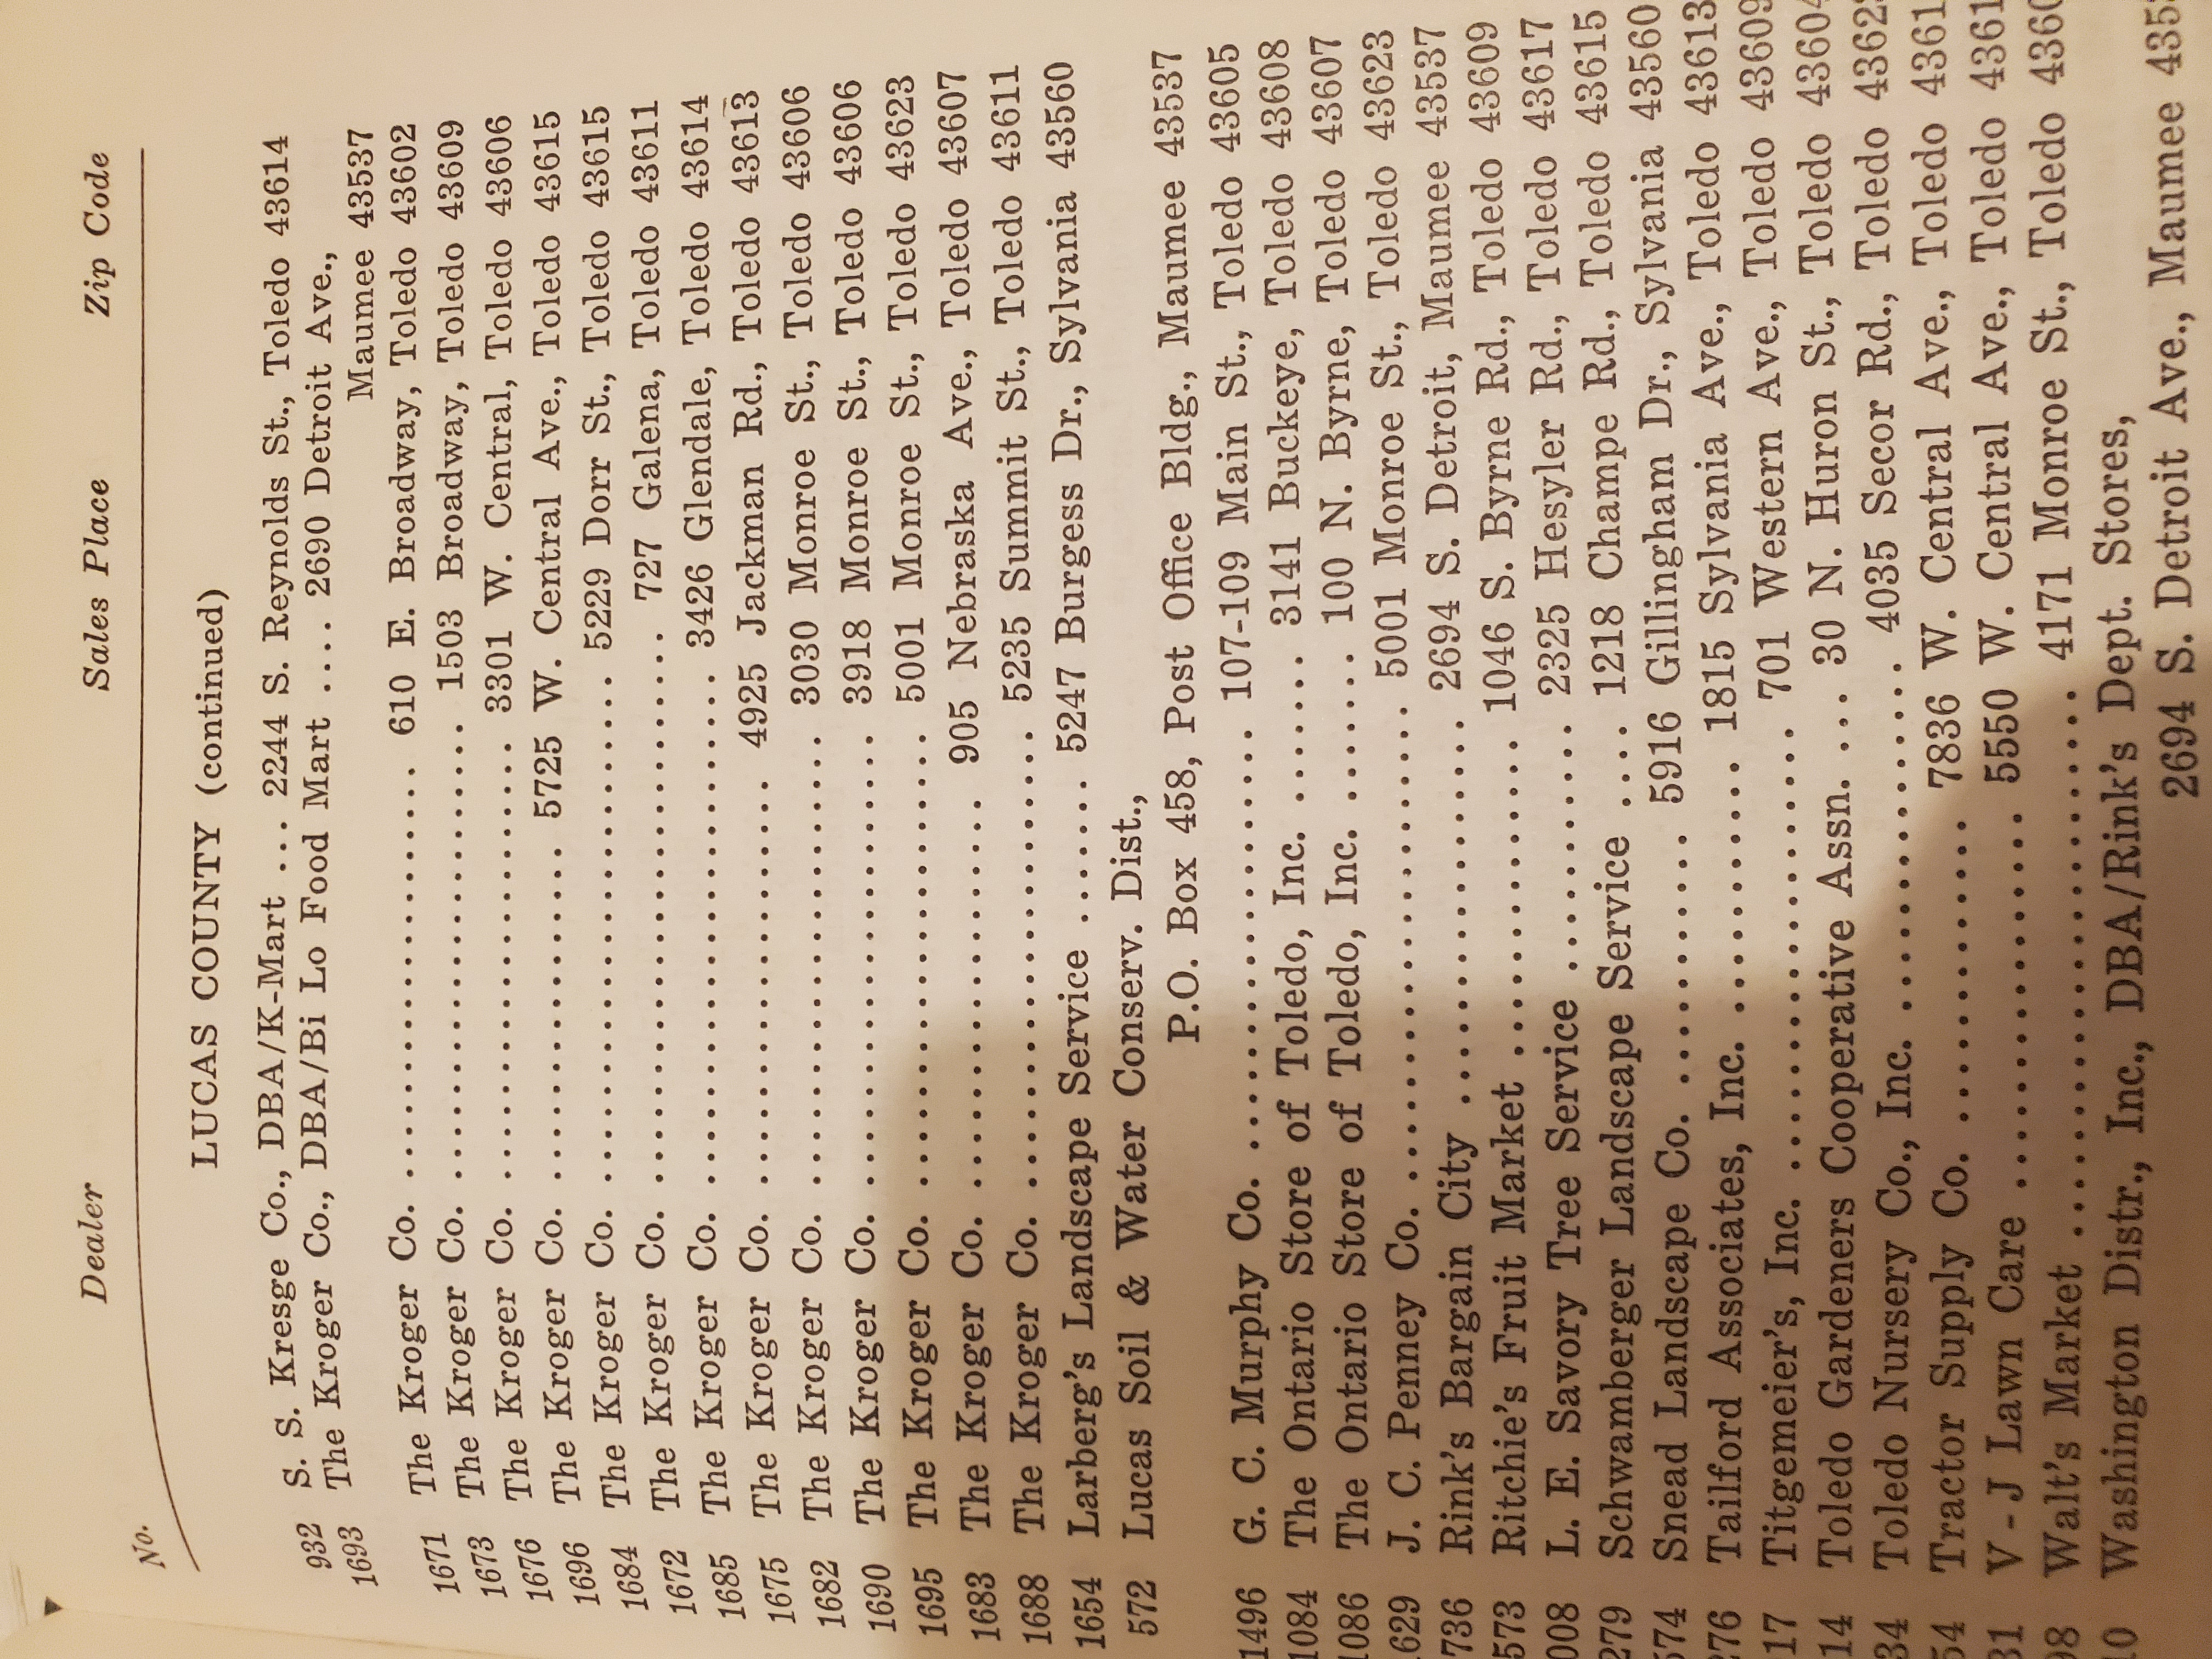 No. Dealer Sales Place Zip Code
LUCAS COUNTY (continued)
932 S. S. Kresge Co., DBA/K-Mart ... 2244 S. Reynolds St., Toledo 43614
1693 The Kroger Co., DBA/Bi Lo Food Mart .... 2690 Detroit Ave.,
Maumee 43537
1671 The Kroger Co. .......................... 610 E. Broadway, Toledo 43602
1673 The Kroger Co. ............................ 1503 Broadway, Toledo 43609
1676 The Kroger Co. ........................... 3301 W. Central, Toledo 43606
1696 The Kroger Co. ..................... 5725 W. Central Ave., Toledo 43615
1684 The Kroger Co. .............................. 5229 Dorr St., Toledo 43615
1672 The Kroger Co. ................................ 727 Galena, Toledo 43611
1685 The Kroger Co. .............................. 3426 Glendale, Toledo 43614
1675 The Kroger Co. ........................ 4925 Jackman Rd., Toledo 43613
1682 The Kroger Co. .......................... 3030 Monroe St., Toledo 43606
1690 The Kroger Co. .......................... 3918 Monroe St., Toledo 43606
1695 The Kroger Co. .......................... 5001 Monroe St., Toledo 43623
1683 The Kroger Co. ....................... 905 Nebraska Ave., Toledo 43607
1688 The Kroger Co. .......................... 5235 Summit St., Toledo 43611
1654 Larberg's Landscape Service ....... 5247 Burgess Dr., Sylvania 43560
572 Lucas Soil & Water Conserv. Dist.,
P.O. Box 458, Post Office Bldg., Maumee 43537
1496 G. C. Murphy Co. ......................... 107-109 Main St., Toledo 43605
1084 The Ontario Store of Toledo, Inc. ....... 3141 Buckeye, Toledo 43608
1086 The Ontario Store of Toledo, Inc. ....... 100 N. Byrne, Toledo 43607
1629 J. C. Penney Co. .......................... 5001 Monroe St., Toledo 43623
736 Rink's Bargain City ..................... 2694 S. Detroit, Maumee 43537
573 Ritchie's Fruit Market ................. 1046 S. Byrne Rd., Toledo 43609
008 L. E. Savory Tree Service ............. 2325 Hesyler Rd., Toledo 43617
279 Schwamberger Landscape Service .... 1218 Champe Rd., Toledo 43615
574 Snead Landscape Co. ............ 5916 Gillingham Dr., Sylvania 43560
276 Tailford Associates, Inc. ............. 1815 Sylvania Ave., Toledo 43613
17 Titgemeier's, Inc. ....................... 701 Western Ave., Toledo 43609
14 Toledo Gardeners Cooperative Assn. ... 30 N. Huron St., Toledo 4360
34 Toledo Nursery Co., Inc. .................. 4035 Secor Rd., Toledo 4362
54 Tractor Supply Co. ................ 7836 W. Central Ave., Toledo 4361
31 V - J Lawn Care .................... 5550 W. Central Ave., Toledo 4361
98 Walt's Market ........................... 4171 Monroe St., Toledo 436
10 Washington Distr., Inc., DBA/Rink's Dept. Stores,
2694 S. Detroit Ave., Maumee 435